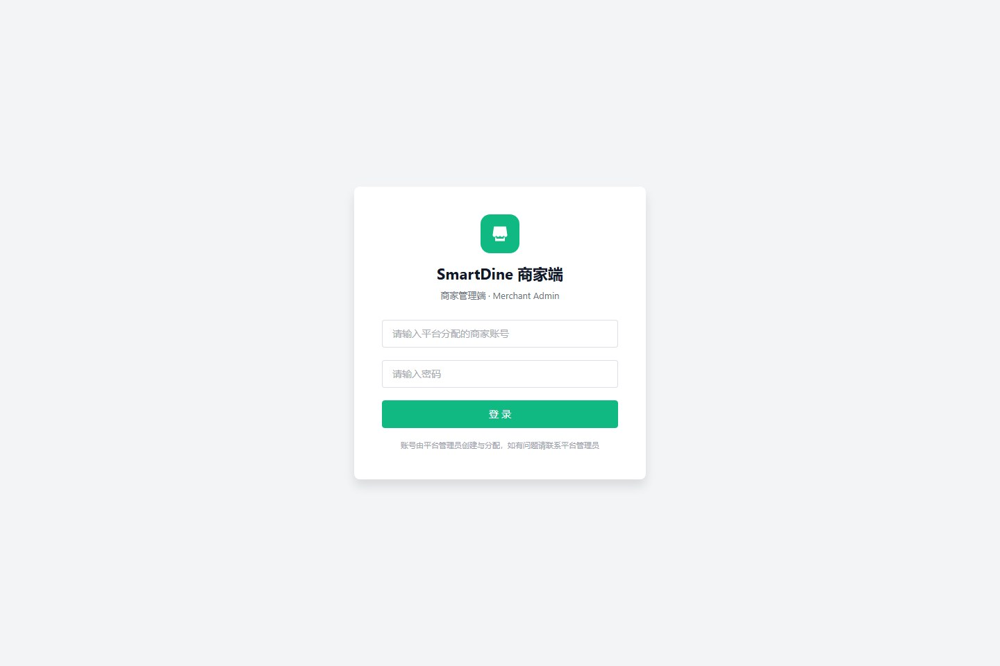 SmartDine 商家端
商家管理端 · Merchant Admin
请输入平台分配的商家账号
请输入密码
登 录
账号由平台管理员创建与分配，如有问题请联系平台管理员